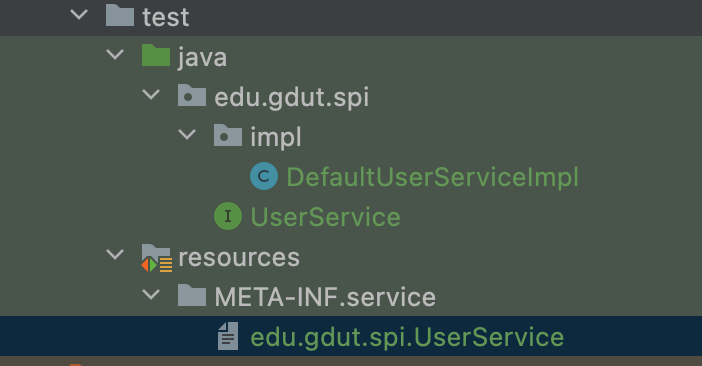 test
java
edu.gdut.spi
impl
C DefaultUserServiceImpl
I UserService
resources
META-INF.service
edu.gdut.spi.UserService